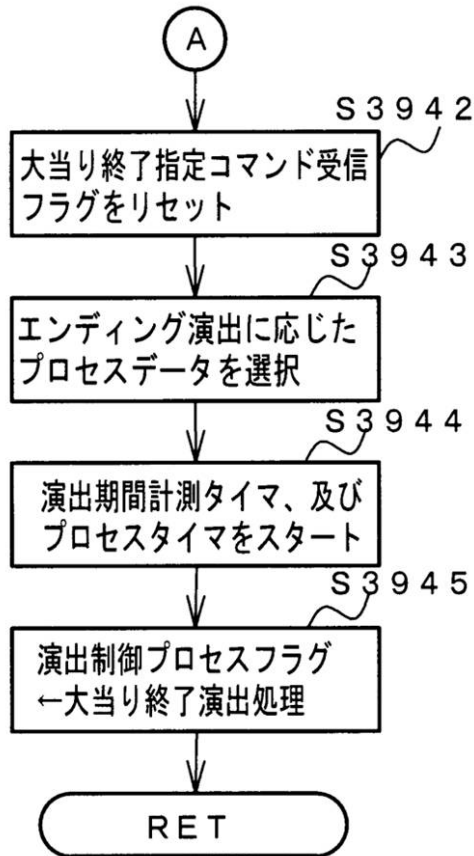 A
S3942
大当り終了指定コマンド受信
フラグをリセット
S3943
エンディング演出に応じた
プロセスデータを選択
S3944
演出期間計測タイマ、及び
プロセスタイマをスタート
S3945
演出制御プロセスフラグ
←大当り終了演出処理
RET